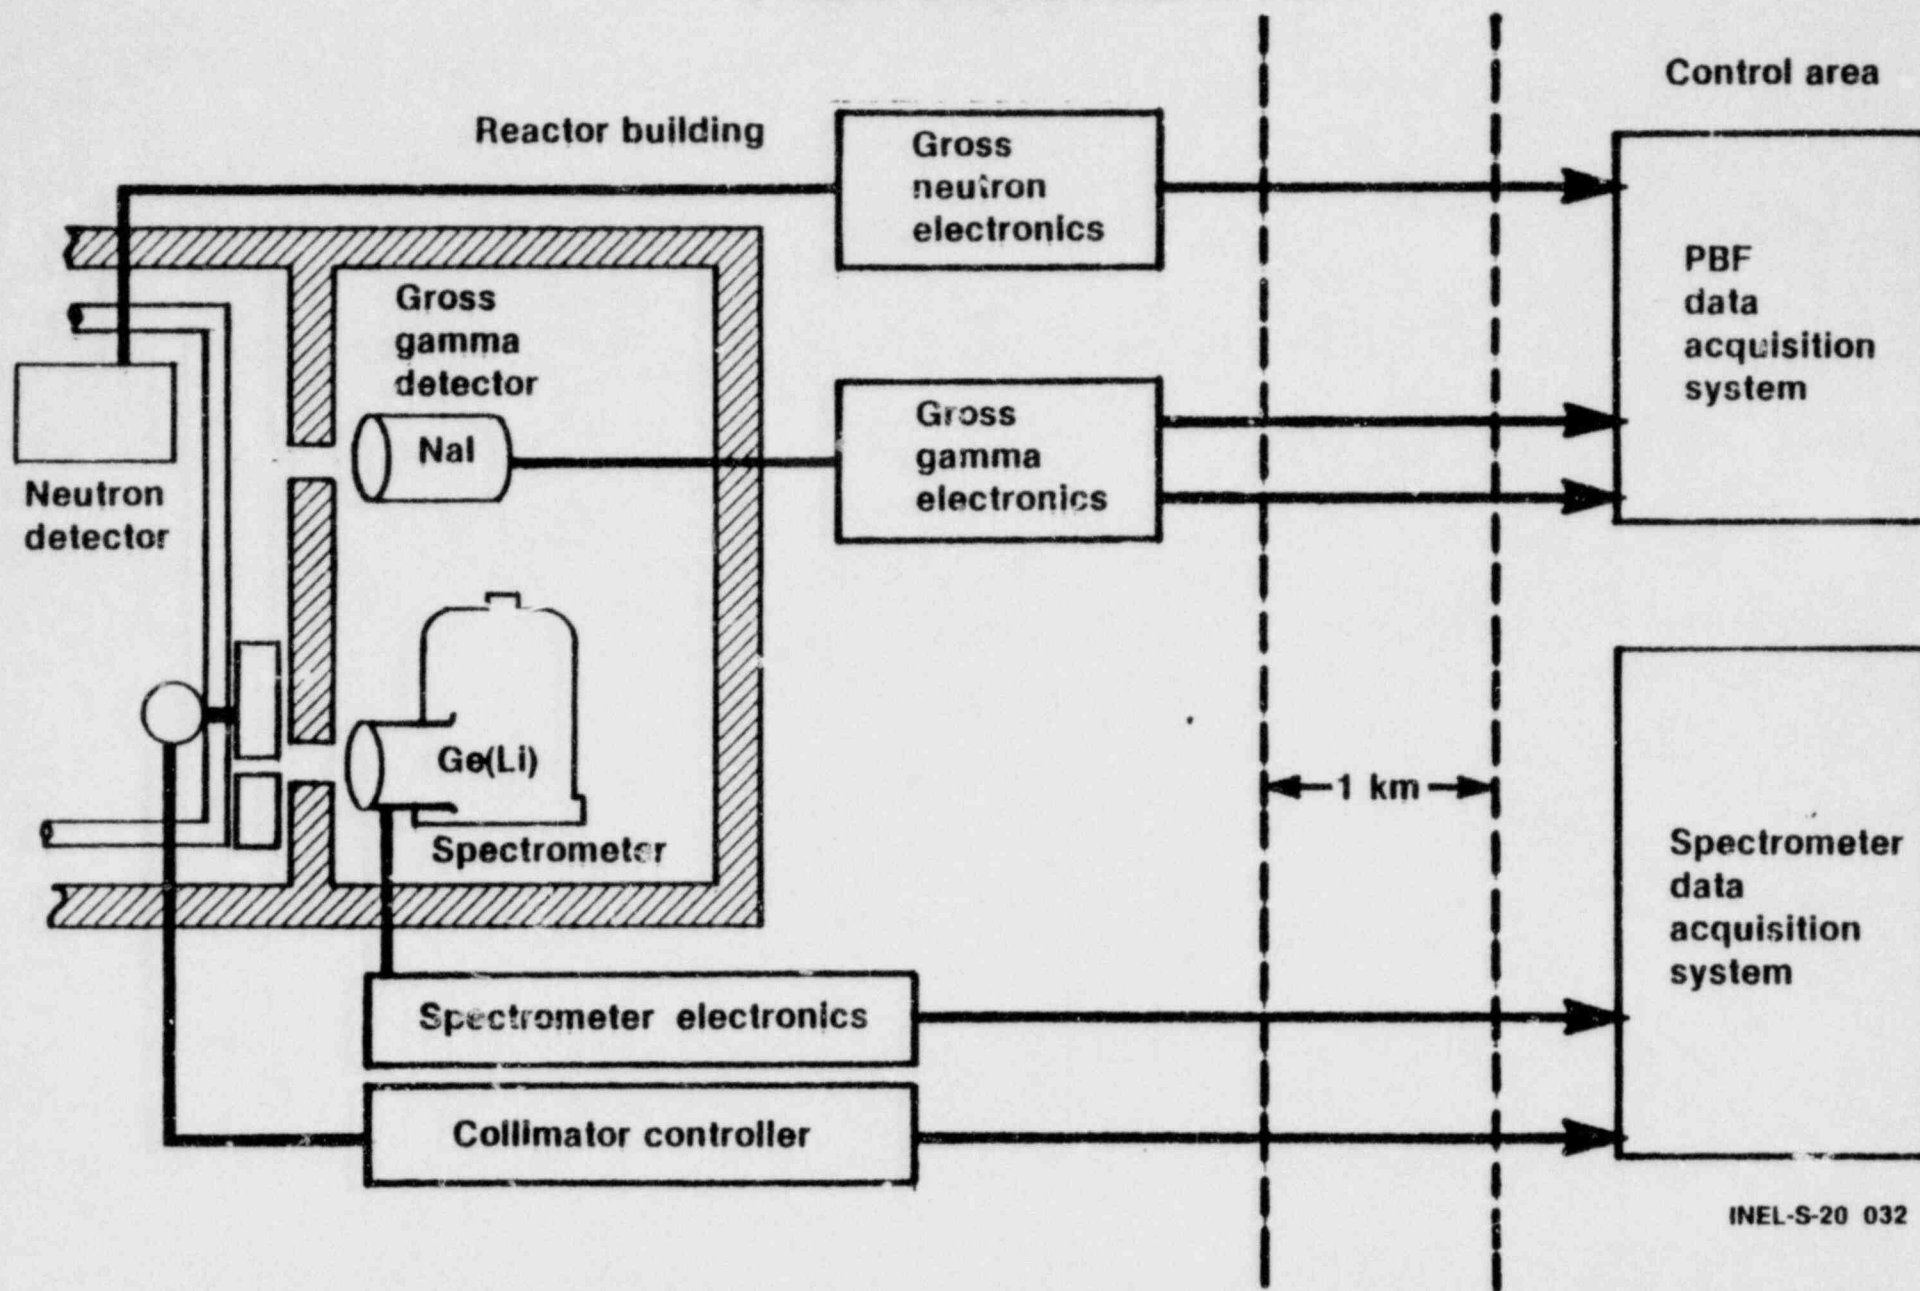 Control area
Reactor building
Gross
neutron
electronics
PBF
data
acquisition
system
Gross
gamma
detector
NaI
Gross
gamma
electronics
Neutron
detector
Ge(Li)
1 km
Spectrometer
Spectrometer
data
acquisition
system
Spectrometer electronics
Collimator controller
INEL-S-20 032